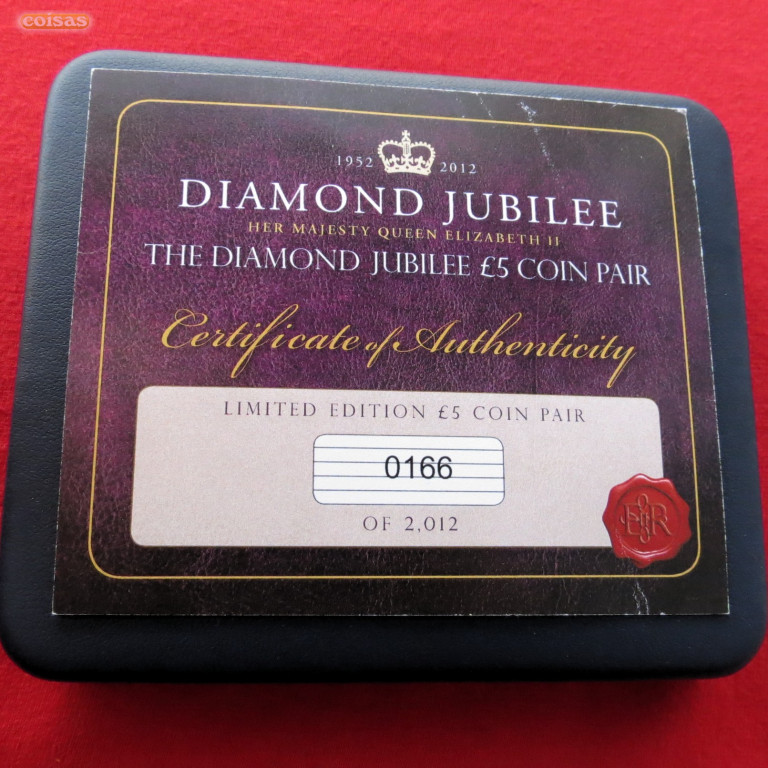 coisas
1952 2012
DIAMOND JUBILEE
HER MAJESTY QUEEN ELIZABETH II
THE DIAMOND JUBILEE £5 COIN PAIR
Certificate of Authenticity
LIMITED EDITION £5 COIN PAIR
0166
OF 2,012
EIIR